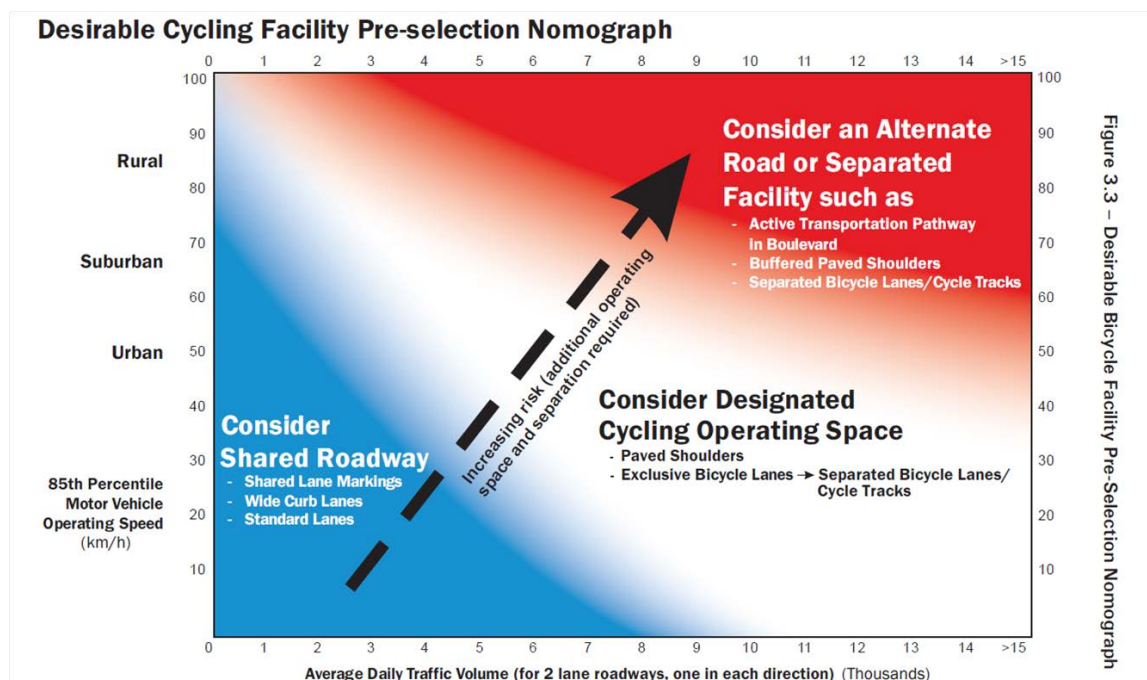 Desirable Cycling Facility Pre-selection Nomograph
0 1 2 3 4 5 6 7 8 9 10 11 12 13 14 >15
100
90
Rural
80
70
Suburban
60
Urban
50
40
30
85th Percentile
Motor Vehicle
Operating Speed
(km/h)
20
10
Consider an Alternate
Road or Separated
Facility such as
- Active Transportation Pathway
in Boulevard
- Buffered Paved Shoulders
- Separated Bicycle Lanes/Cycle Tracks
Increasing risk (additional operating
space and separation required)
Consider Designated
Cycling Operating Space
- Paved Shoulders
- Exclusive Bicycle Lanes → Separated Bicycle Lanes/
Cycle Tracks
Consider
Shared Roadway
- Shared Lane Markings
- Wide Curb Lanes
- Standard Lanes
100
90
80
70
60
50
40
30
20
10
0 1 2 3 4 5 6 7 8 9 10 11 12 13 14 >15
Average Daily Traffic Volume (for 2 lane roadways, one in each direction) (Thousands)
Figure 3.3 – Desirable Bicycle Facility Pre-Selection Nomograph